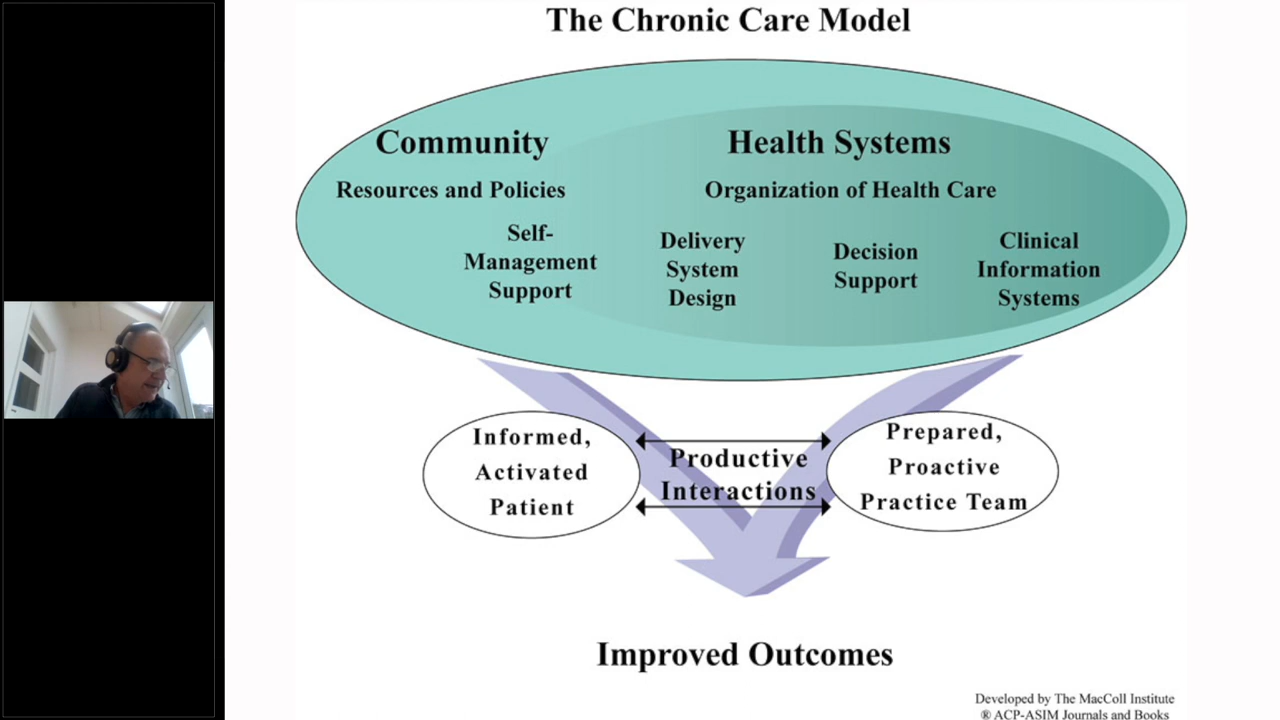 The Chronic Care Model
Community
Health Systems
Resources and Policies
Organization of Health Care
Self-
Management
Support
Delivery
System
Design
Decision
Support
Clinical
Information
Systems
Informed,
Activated
Patient
Productive
Interactions
Prepared,
Proactive
Practice Team
Improved Outcomes
Developed by The MacColl Institute
® ACP-ASIM Journals and Books